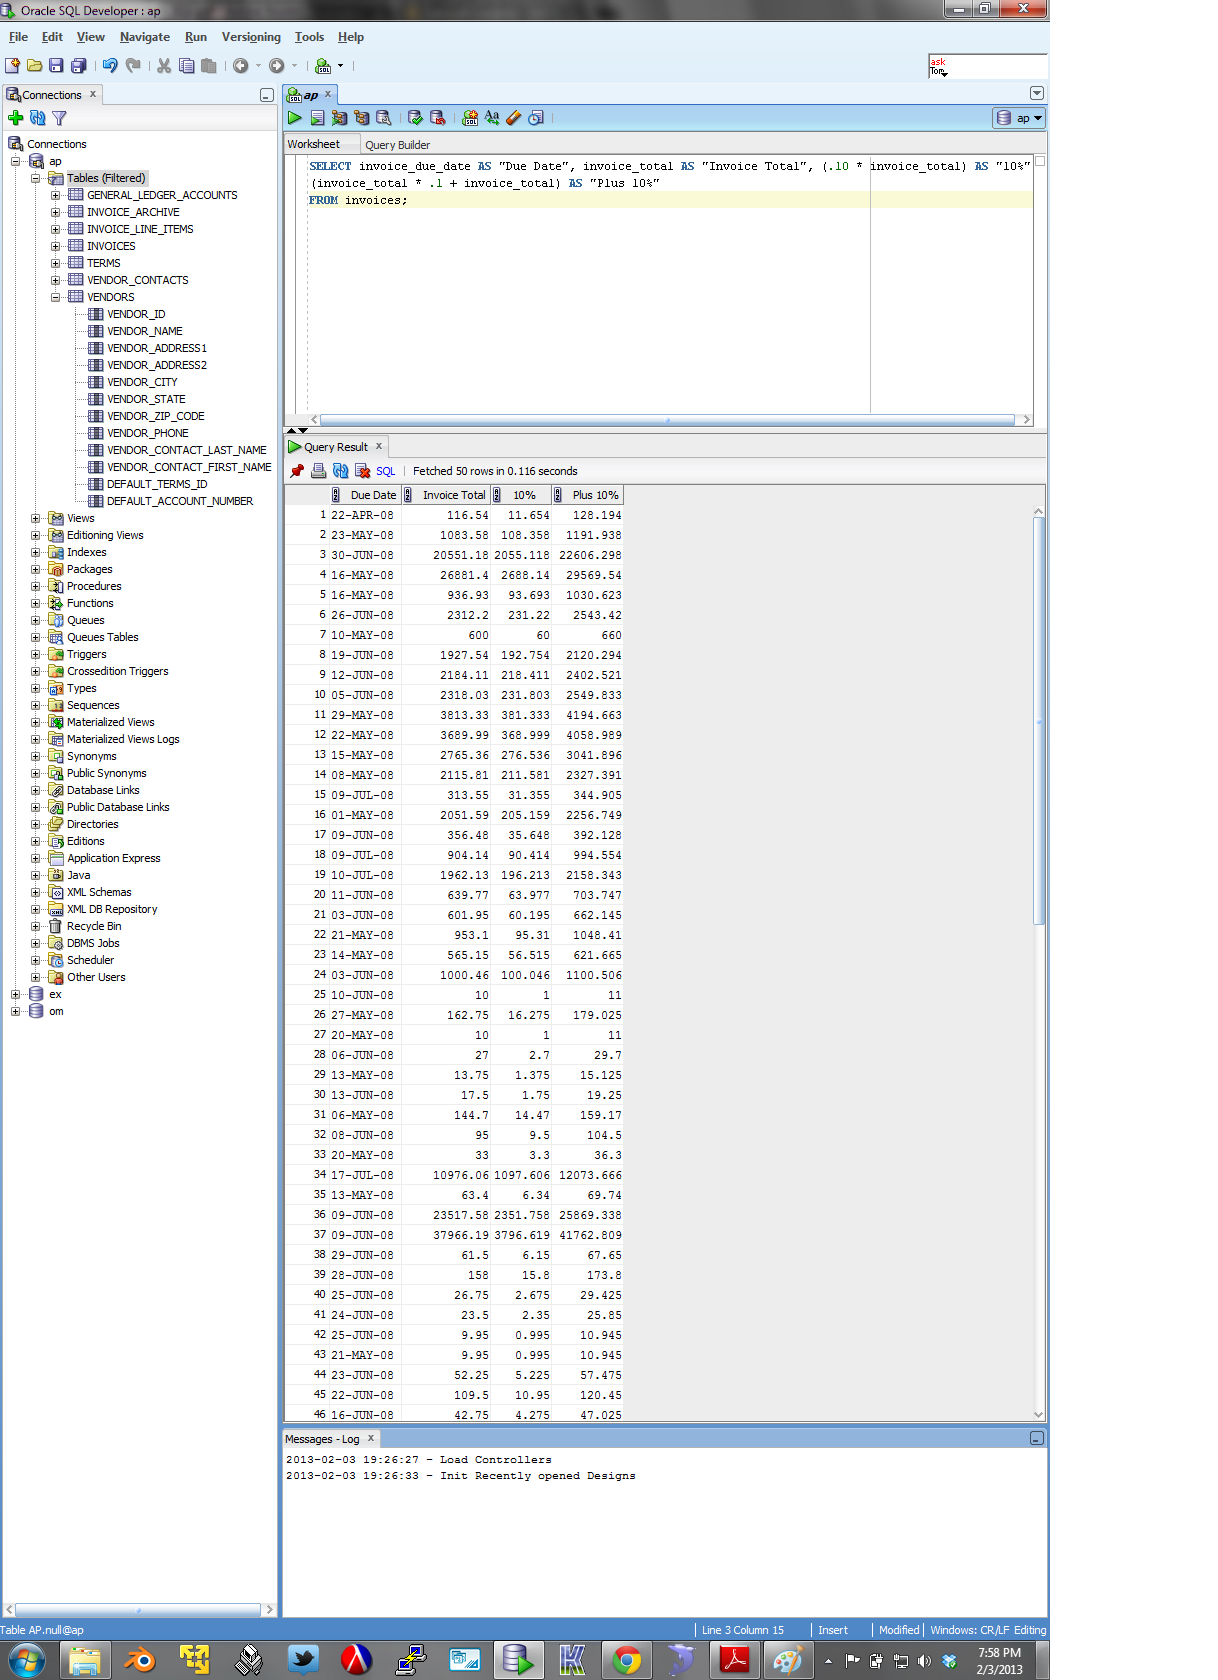 Oracle SQL Developer : ap
File Edit View Navigate Run Versioning Tools Help
ask
Tom
Connections x
Connections
ap
Tables (Filtered)
GENERAL_LEDGER_ACCOUNTS
INVOICE_ARCHIVE
INVOICE_LINE_ITEMS
INVOICES
TERMS
VENDOR_CONTACTS
VENDORS
VENDOR_ID
VENDOR_NAME
VENDOR_ADDRESS1
VENDOR_ADDRESS2
VENDOR_CITY
VENDOR_STATE
VENDOR_ZIP_CODE
VENDOR_PHONE
VENDOR_CONTACT_LAST_NAME
VENDOR_CONTACT_FIRST_NAME
DEFAULT_TERMS_ID
DEFAULT_ACCOUNT_NUMBER
Views
Editioning Views
Indexes
Packages
Procedures
Functions
Queues
Queues Tables
Triggers
Crossedition Triggers
Types
Sequences
Materialized Views
Materialized Views Logs
Synonyms
Public Synonyms
Database Links
Public Database Links
Directories
Editions
Application Express
Java
XML Schemas
XML DB Repository
Recycle Bin
DBMS Jobs
Scheduler
Other Users
ex
om
ap x
ap
Worksheet Query Builder
SELECT invoice_due_date AS "Due Date", invoice_total AS "Invoice Total", (.10 * invoice_total) AS "10%"
(invoice_total * .1 + invoice_total) AS "Plus 10%"
FROM invoices;
Query Result x
SQL | Fetched 50 rows in 0.116 seconds
Due Date Invoice Total 10% Plus 10%
1 22-APR-08 116.54 11.654 128.194
2 23-MAY-08 1083.58 108.358 1191.938
3 30-JUN-08 20551.18 2055.118 22606.298
4 16-MAY-08 26881.4 2688.14 29569.54
5 16-MAY-08 936.93 93.693 1030.623
6 26-JUN-08 2312.2 231.22 2543.42
7 10-MAY-08 600 60 660
8 19-JUN-08 1927.54 192.754 2120.294
9 12-JUN-08 2184.11 218.411 2402.521
10 05-JUN-08 2318.03 231.803 2549.833
11 29-MAY-08 3813.33 381.333 4194.663
12 22-MAY-08 3689.99 368.999 4058.989
13 15-MAY-08 2765.36 276.536 3041.896
14 08-MAY-08 2115.81 211.581 2327.391
15 09-JUL-08 313.55 31.355 344.905
16 01-MAY-08 2051.59 205.159 2256.749
17 09-JUN-08 356.48 35.648 392.128
18 09-JUL-08 904.14 90.414 994.554
19 10-JUL-08 1962.13 196.213 2158.343
20 11-JUN-08 639.77 63.977 703.747
21 03-JUN-08 601.95 60.195 662.145
22 21-MAY-08 953.1 95.31 1048.41
23 14-MAY-08 565.15 56.515 621.665
24 03-JUN-08 1000.46 100.046 1100.506
25 10-JUN-08 10 1 11
26 27-MAY-08 162.75 16.275 179.025
27 20-MAY-08 10 1 11
28 06-JUN-08 27 2.7 29.7
29 13-MAY-08 13.75 1.375 15.125
30 13-JUN-08 17.5 1.75 19.25
31 06-MAY-08 144.7 14.47 159.17
32 08-JUN-08 95 9.5 104.5
33 20-MAY-08 33 3.3 36.3
34 17-JUL-08 10976.06 1097.606 12073.666
35 13-MAY-08 63.4 6.34 69.74
36 09-JUN-08 23517.58 2351.758 25869.338
37 09-JUN-08 37966.19 3796.619 41762.809
38 29-JUN-08 61.5 6.15 67.65
39 28-JUN-08 158 15.8 173.8
40 25-JUN-08 26.75 2.675 29.425
41 24-JUN-08 23.5 2.35 25.85
42 25-JUN-08 9.95 0.995 10.945
43 21-MAY-08 9.95 0.995 10.945
44 23-JUN-08 52.25 5.225 57.475
45 22-JUN-08 109.5 10.95 120.45
46 16-JUN-08 42.75 4.275 47.025
Messages - Log x
2013-02-03 19:26:27 - Load Controllers
2013-02-03 19:26:33 - Init Recently opened Designs
Table AP.null@ap Line 3 Column 15 Insert Modified Windows: CR/LF Editing
7:58 PM
2/3/2013